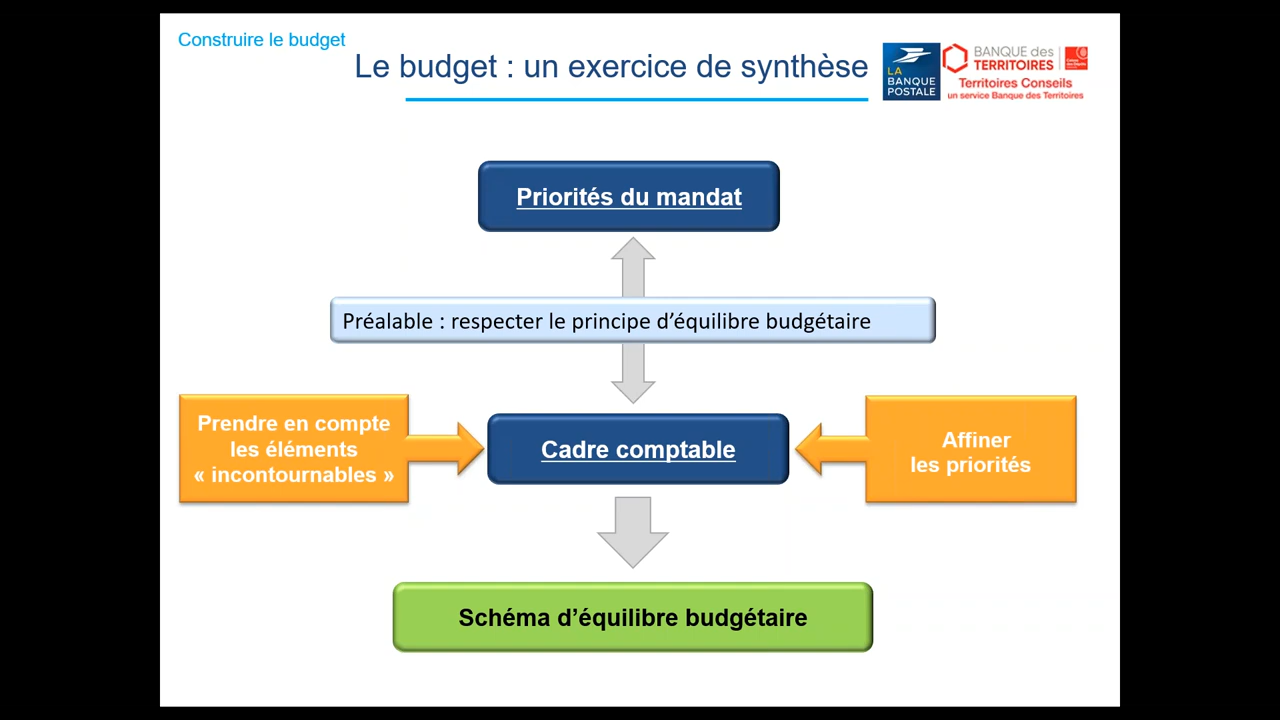 Construire le budget
Le budget : un exercice de synthèse
LA
BANQUE
POSTALE
BANQUE des
TERRITOIRES
Territoires Conseils
un service Banque des Territoires
Priorités du mandat
Préalable : respecter le principe d’équilibre budgétaire
Prendre en compte
les éléments
« incontournables »
Cadre comptable
Affiner
les priorités
Schéma d’équilibre budgétaire